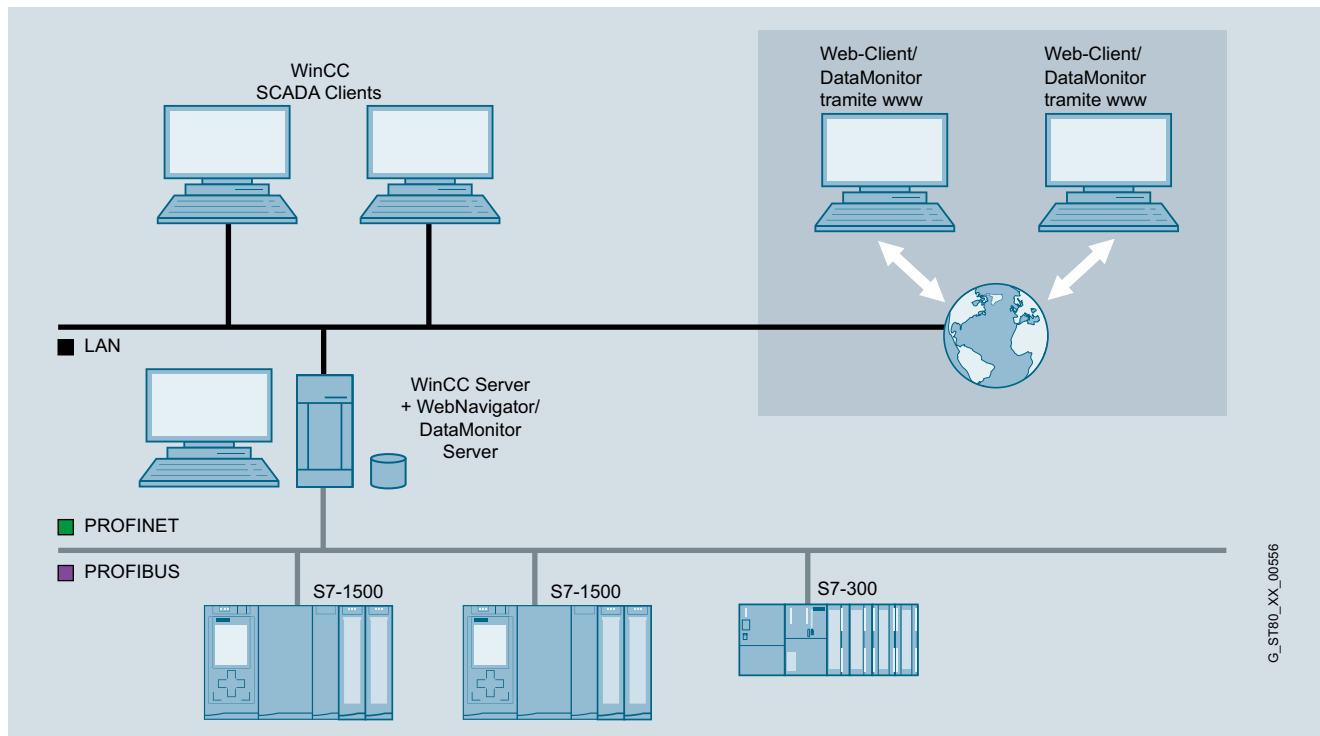 WinCC
SCADA Clients
Web-Client/
DataMonitor
tramite www
Web-Client/
DataMonitor
tramite www
LAN
WinCC Server
+ WebNavigator/
DataMonitor
Server
PROFINET
PROFIBUS
S7-1500
S7-1500
S7-300
G_ST80_XX_00556